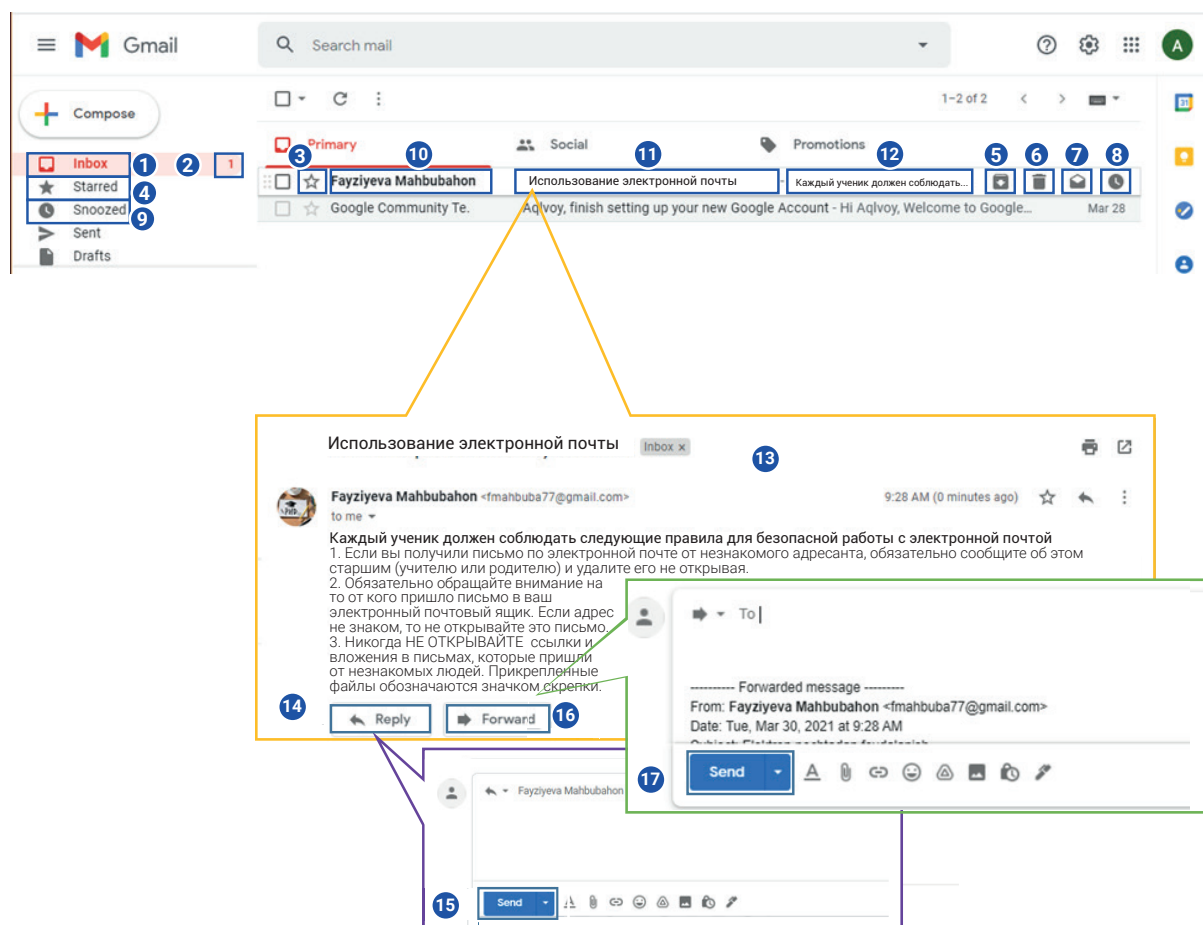 Gmail
Search mail
A
Compose
1–2 of 2
31
Primary
Social
Promotions
Inbox 1 2 1
3 10 11 12 5 6 7 8
Starred
4
Fayziyeva Mahbubahon Использование электронной почты - Каждый ученик должен соблюдать...
Snoozed
9
Google Community Te. Aqlvoy, finish setting up your new Google Account - Hi Aqlvoy, Welcome to Google... Mar 28
Sent
Drafts
Использование электронной почты Inbox x
13
Fayziyeva Mahbubahon <fmahbuba77@gmail.com> 9:28 AM (0 minutes ago)
to me
Каждый ученик должен соблюдать следующие правила для безопасной работы с электронной почтой
1. Если вы получили письмо по электронной почте от незнакомого адресанта, обязательно сообщите об этом
старшим (учителю или родителю) и удалите его не открывая.
2. Обязательно обращайте внимание на
то от кого пришло письмо в ваш
электронный почтовый ящик. Если адрес
не знаком, то не открывайте это письмо.
3. Никогда НЕ ОТКРЫВАЙТЕ ссылки и
вложения в письмах, которые пришли
от незнакомых людей. Прикрепленные
файлы обозначаются значком скрепки.
14 Reply Forward 16
To
---------- Forwarded message ---------
From: Fayziyeva Mahbubahon <fmahbuba77@gmail.com>
Date: Tue, Mar 30, 2021 at 9:28 AM
17 Send
Fayziyeva Mahbubahon
15 Send